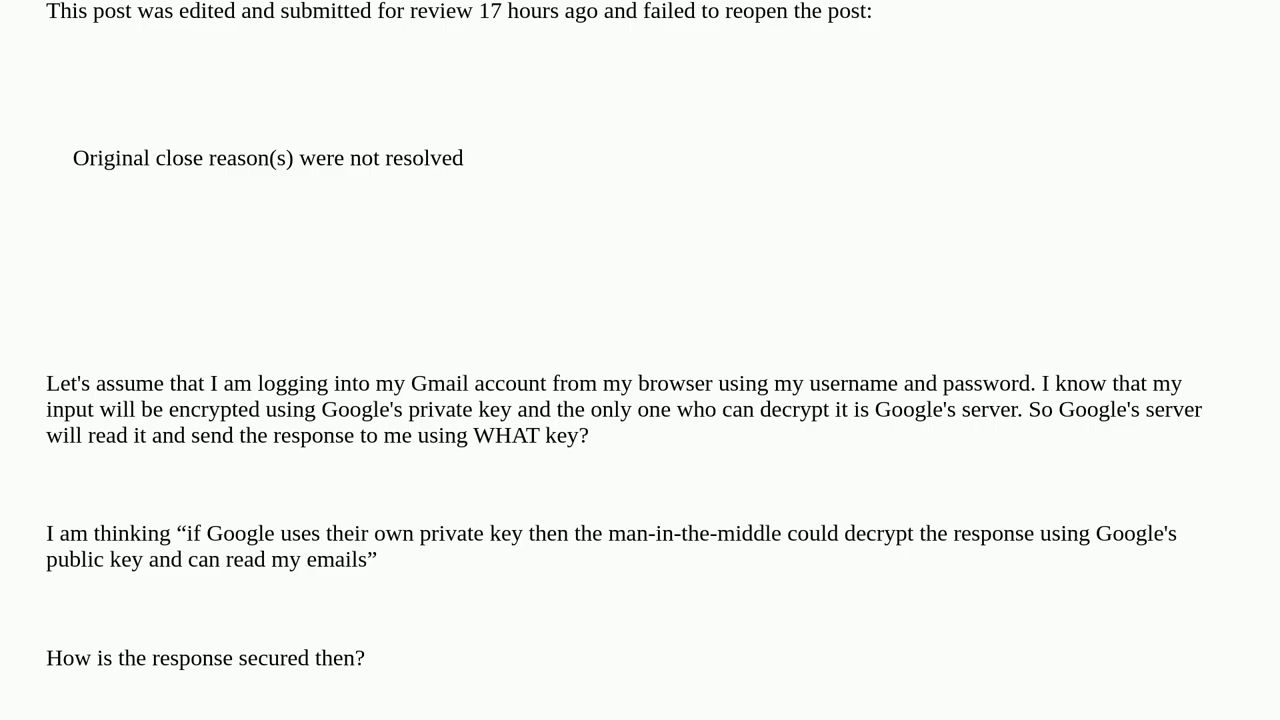 This post was edited and submitted for review 17 hours ago and failed to reopen the post:
Original close reason(s) were not resolved
Let's assume that I am logging into my Gmail account from my browser using my username and password. I know that my
input will be encrypted using Google's private key and the only one who can decrypt it is Google's server. So Google's server
will read it and send the response to me using WHAT key?
I am thinking “if Google uses their own private key then the man-in-the-middle could decrypt the response using Google's
public key and can read my emails”
How is the response secured then?